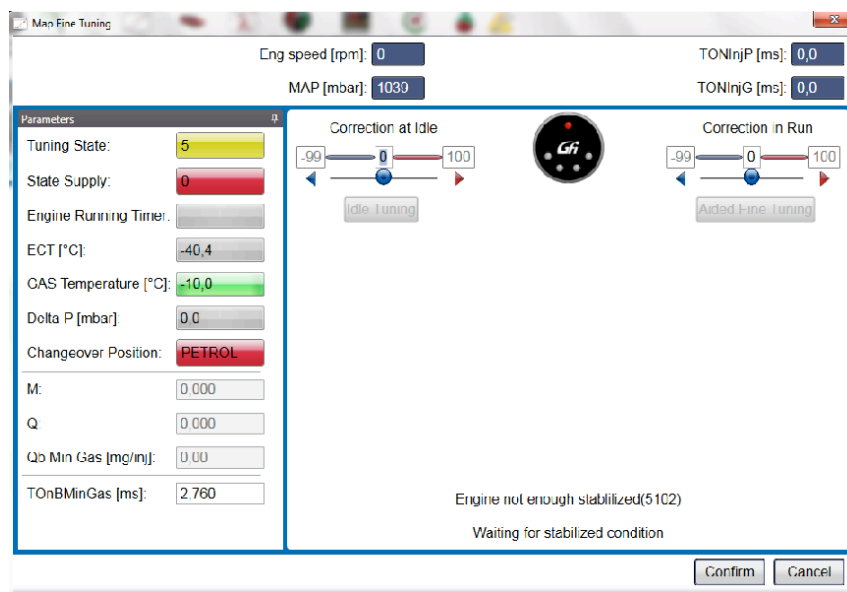 Map Fine Tuning
Eng speed [rpm]: 0
TONInjP [ms]: 0,0
MAP [mbar]: 1039
TONInjG [ms]: 0,0
Parameters
Tuning State: 5
State Supply: 0
Engine Running Timer:
ECT [°C]: -40,4
GAS Temperature [°C]: -10,0
Delta P [mbar]: 0,0
Changeover Position: PETROL
M: 0,000
Q: 0,000
Qb Min Gas [mg/inj]: 0,00
TOnBMinGas [ms]: 2,760
Correction at Idle
-99 0 100
Idle Tuning
Gfi
Correction in Run
-99 0 100
Aided Fine Tuning
Engine not enough stablilized(5102)
Waiting for stabilized condition
Confirm Cancel